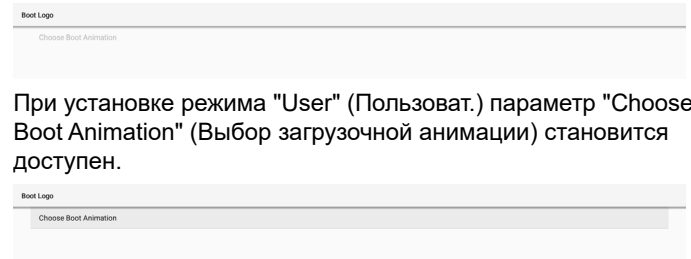 Boot Logo
Choose Boot Animation
При установке режима "User" (Пользоват.) параметр "Choose
Boot Animation" (Выбор загрузочной анимации) становится
доступен.
Boot Logo
Choose Boot Animation